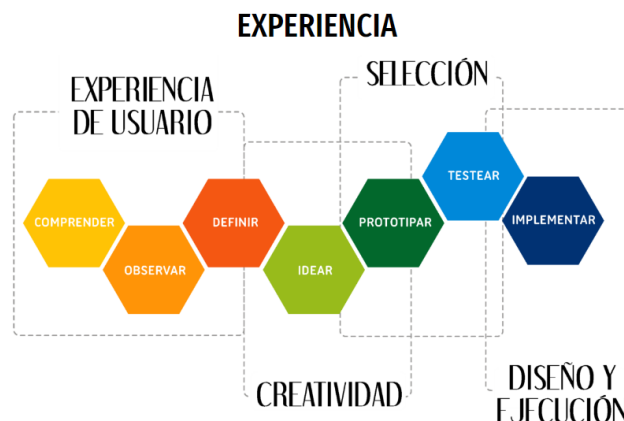 EXPERIENCIA
EXPERIENCIA
DE USUARIO
SELECCIÓN
COMPRENDER
OBSERVAR
DEFINIR
IDEAR
PROTOTIPAR
TESTEAR
IMPLEMENTAR
CREATIVIDAD
DISEÑO Y
EJECUCIÓN